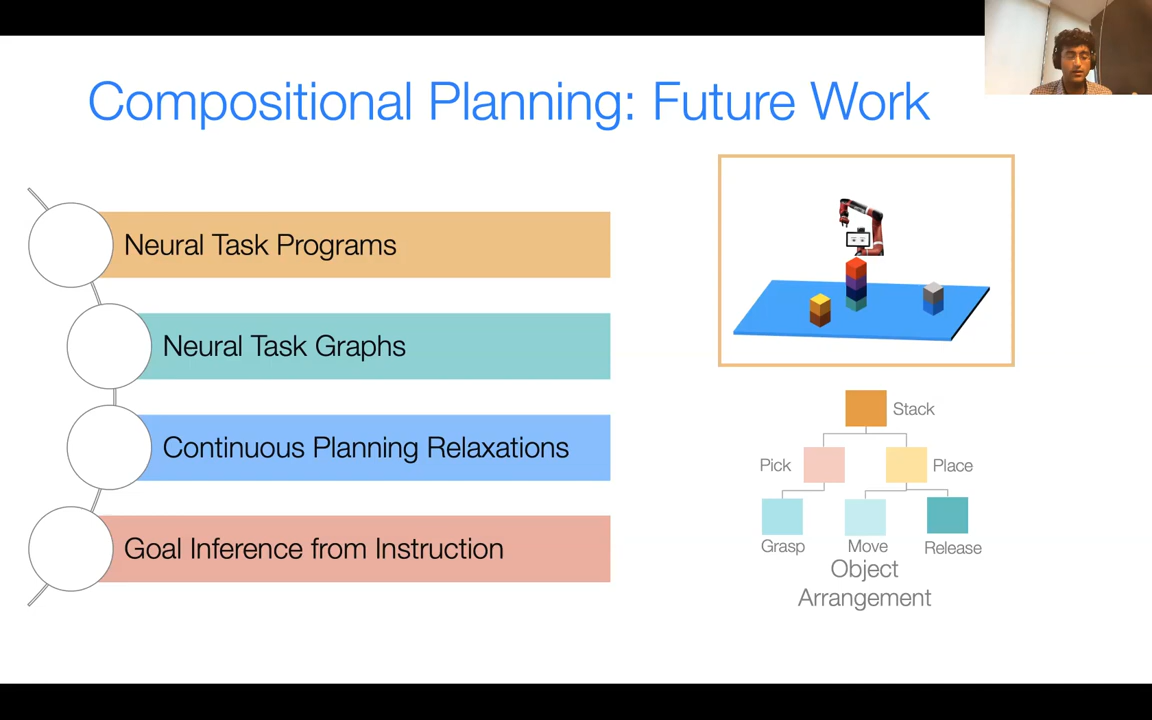 Compositional Planning: Future Work
Neural Task Programs
Neural Task Graphs
Continuous Planning Relaxations
Goal Inference from Instruction
Stack
Pick
Place
Grasp
Move
Release
Object
Arrangement